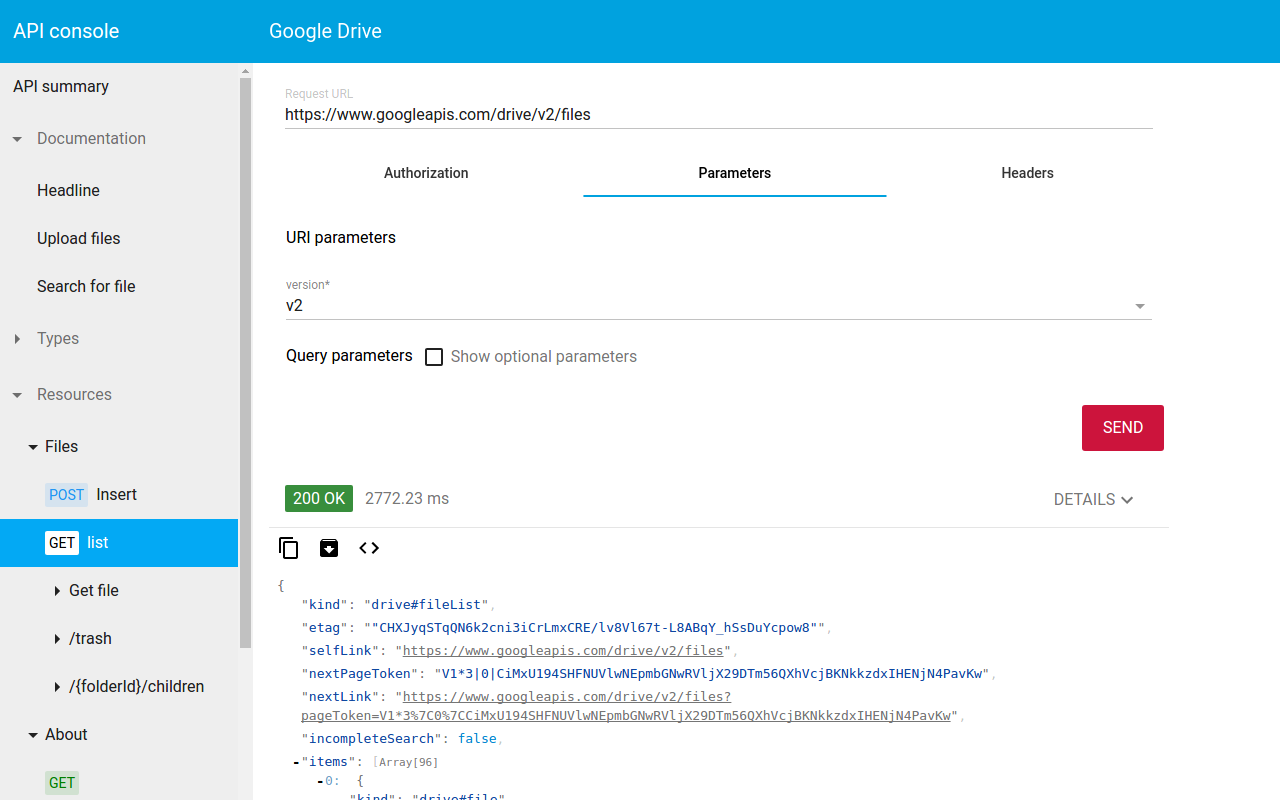 API console
Google Drive
API summary
Documentation
Headline
Upload files
Search for file
Types
Resources
Files
POST Insert
GET list
Get file
/trash
/{folderId}/children
About
GET
Request URL
https://www.googleapis.com/drive/v2/files
Authorization
Parameters
Headers
URI parameters
version*
v2
Query parameters
Show optional parameters
SEND
200 OK
2772.23 ms
DETAILS
{
"kind": "drive#fileList",
"etag": ""CHXJyqSTqQN6k2cni3iCrLmxCRE/lv8Vl67t-L8ABqY_hSsDuYcpow8"",
"selfLink": "https://www.googleapis.com/drive/v2/files",
"nextPageToken": "V1*3|0|CiMxU194SHFNUVlwNEpmbGNwRVljX29DTm56QXhVcjBKNkkzdxIHENjN4PavKw",
"nextLink": "https://www.googleapis.com/drive/v2/files?
pageToken=V1*3%7C0%7CCiMxU194SHFNUVlwNEpmbGNwRVljX29DTm56QXhVcjBKNkkzdxIHENjN4PavKw",
"incompleteSearch": false,
-"items": [Array[96]
-0: {
"kind": "drive#file"